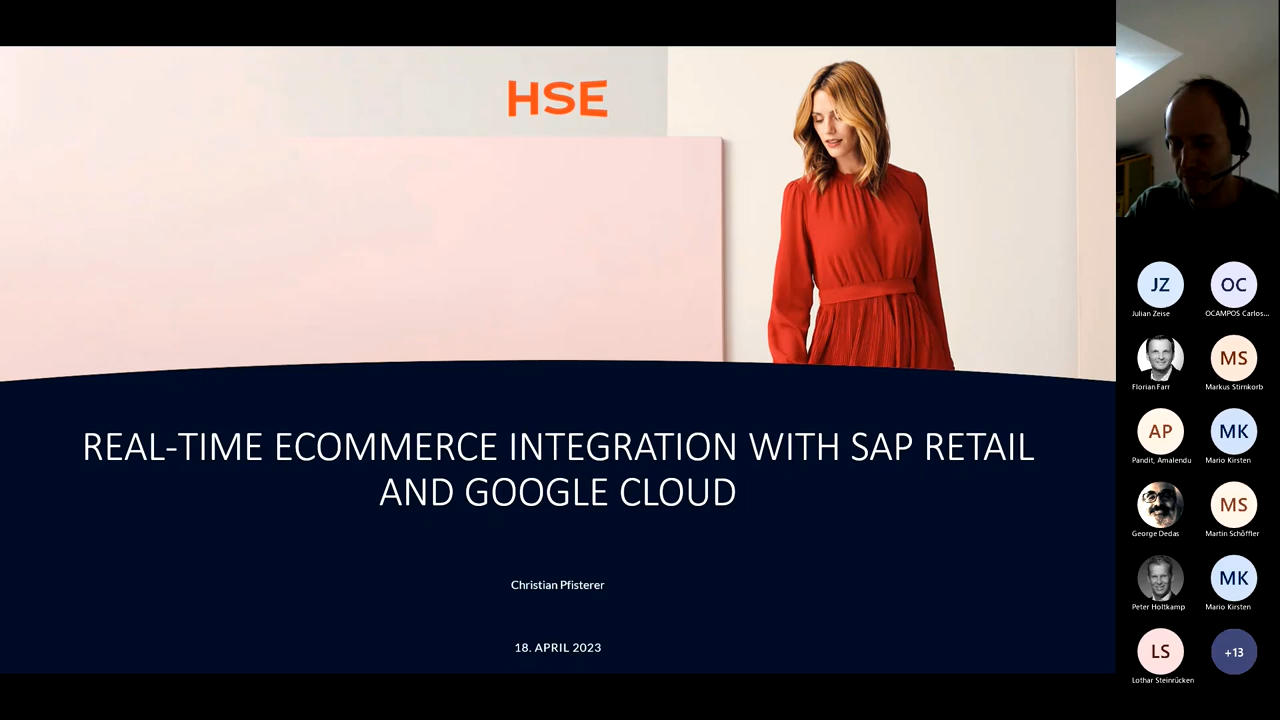 HSE
REAL-TIME ECOMMERCE INTEGRATION WITH SAP RETAIL
AND GOOGLE CLOUD
Christian Pfisterer
18. APRIL 2023
JZ
Julian Zeise
OC
OCAMPOS Carlos...
Florian Farr
MS
Markus Stirnkorb
AP
Pandit, Amalendu
MK
Mario Kirsten
George Dedas
MS
Martin Schöffler
Peter Holtkamp
MK
Mario Kirsten
LS
Lothar Steinrücken
+13